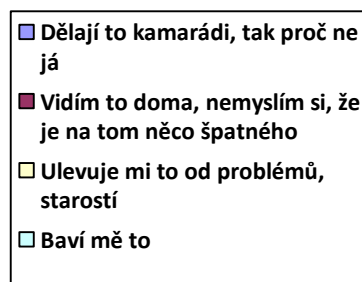 Dělají to kamarádi, tak proč ne
já
Vidím to doma, nemyslím si, že
je na tom něco špatného
Ulevuje mi to od problémů,
starostí
Baví mě to